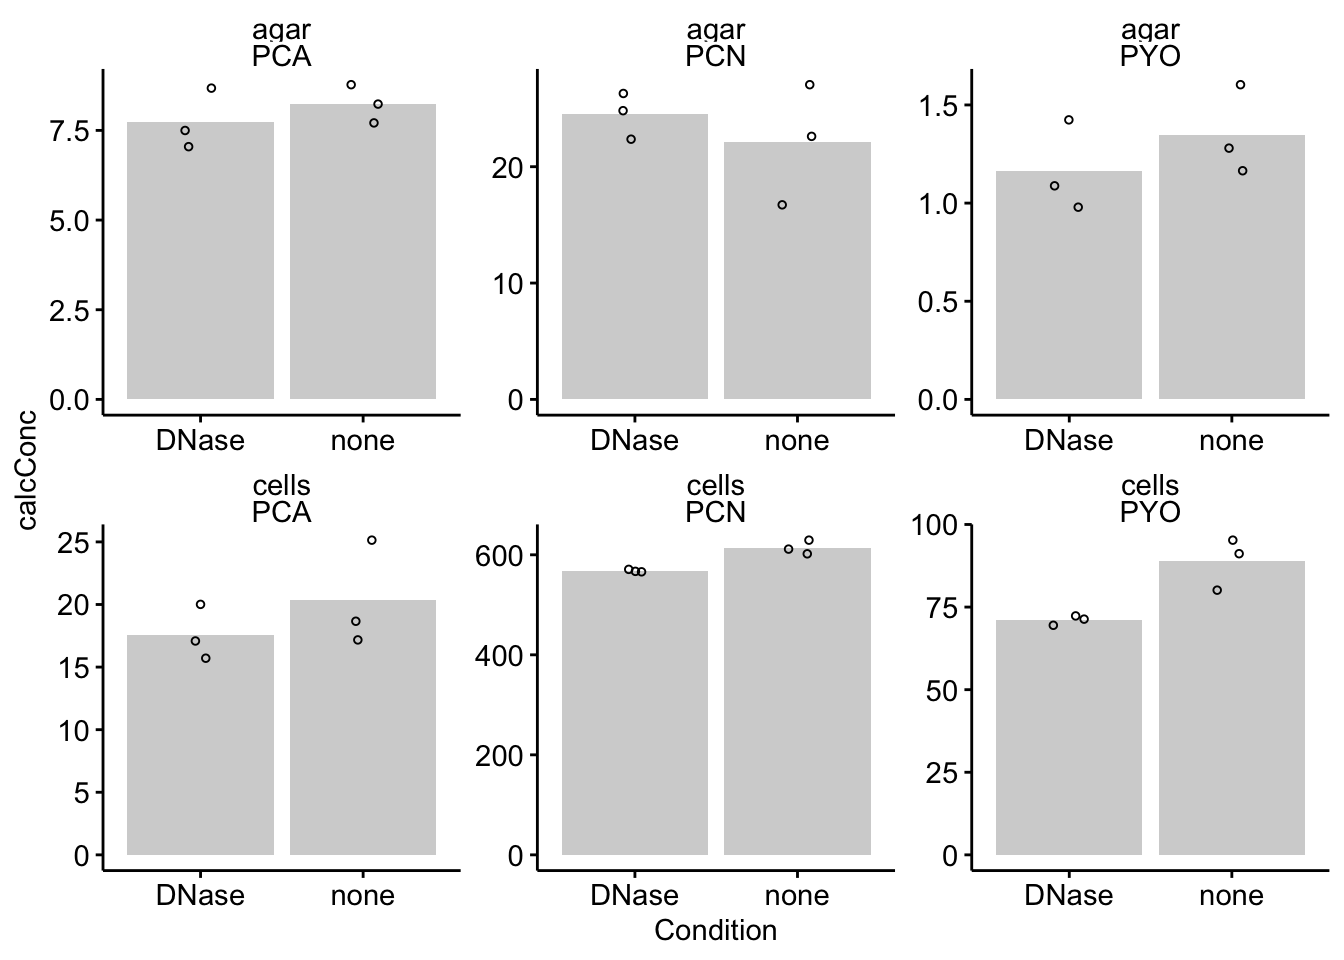 agar
PCA
agar
PCN
agar
PYO
7.5
5.0
2.5
0.0
20
10
0
1.5
1.0
0.5
0.0
DNase none
DNase none
DNase none
calcConc
cells
PCA
cells
PCN
cells
PYO
25
20
15
10
5
0
600
400
200
0
100
75
50
25
0
DNase none
DNase none
DNase none
Condition